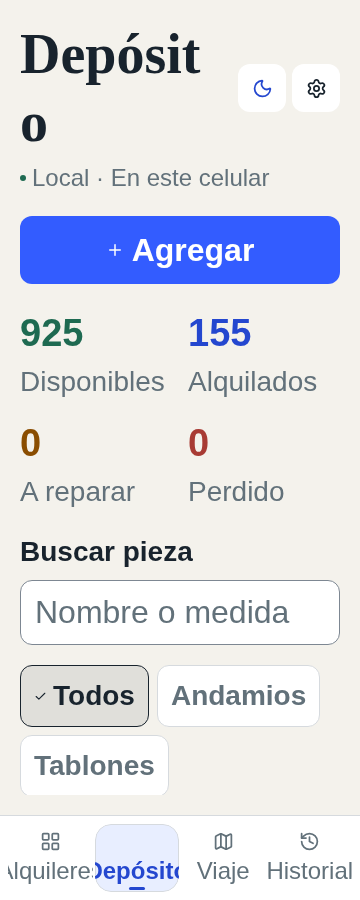 Depósit
o
Local · En este celular
+ Agregar
925
155
Disponibles
Alquilados
0
0
A reparar
Perdido
Buscar pieza
Nombre o medida
Todos
Andamios
Tablones
Alquileres
Depósito
Viaje
Historial